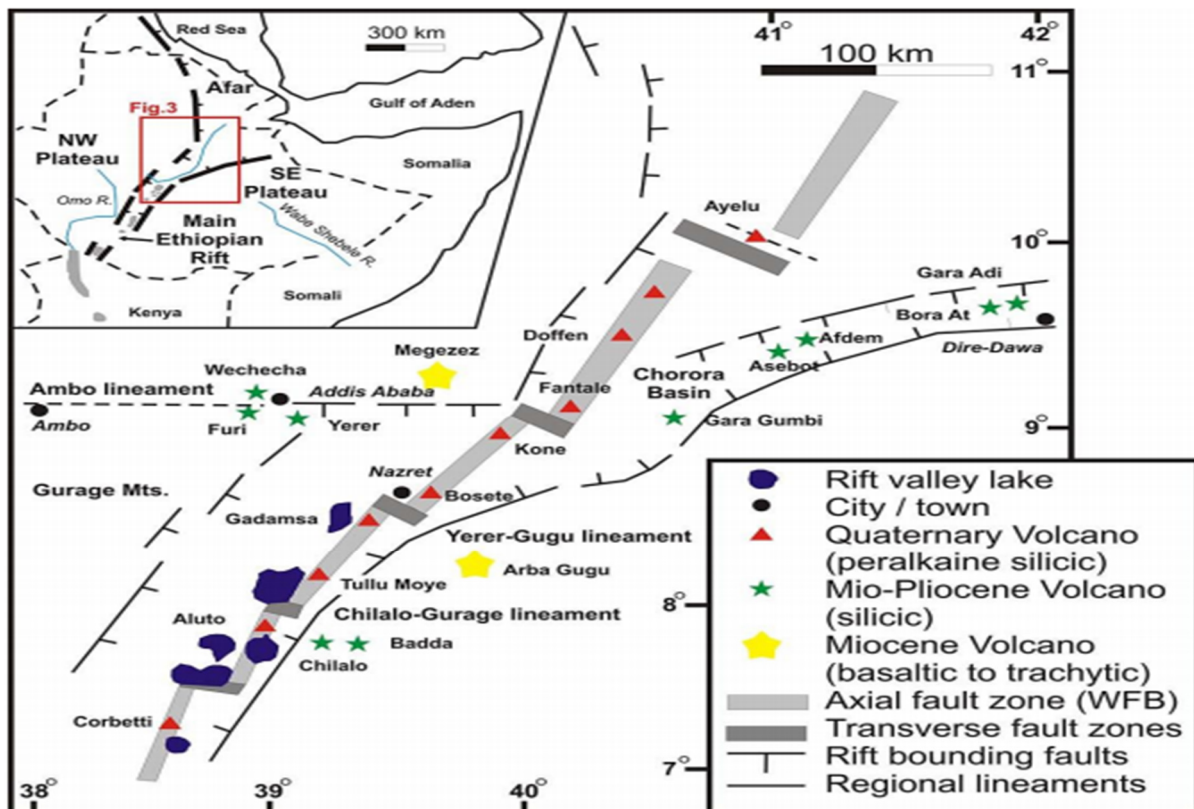 Red Sea
300 km
Afar
Fig.3
Gulf of Aden
NW
Plateau
Somalia
SE
Plateau
Omo R.
Wabe Shebele R.
Main
Ethiopian
Rift
Somali
Kenya
41°
42°
100 km
11°
Ayelu
10°
Gara Adi
Bora At
Doffen
Afdem
Dire-Dawa
Megezez
Asebot
Wechecha
Chorora
Basin
Fantale
Ambo lineament
Addis Ababa
Ambo
Furi
Yerer
Gara Gumbi
9°
Kone
Nazret
Gurage Mts.
Bosete
Gadamsa
Yerer-Gugu lineament
Arba Gugu
Tullu Moye
8°
Chilalo-Gurage lineament
Aluto
Badda
Chilalo
Corbetti
7°
38°
39°
40°
Rift valley lake
City / town
Quaternary Volcano
(peralkaine silicic)
Mio-Pliocene Volcano
(silicic)
Miocene Volcano
(basaltic to trachytic)
Axial fault zone (WFB)
Transverse fault zones
Rift bounding faults
Regional lineaments